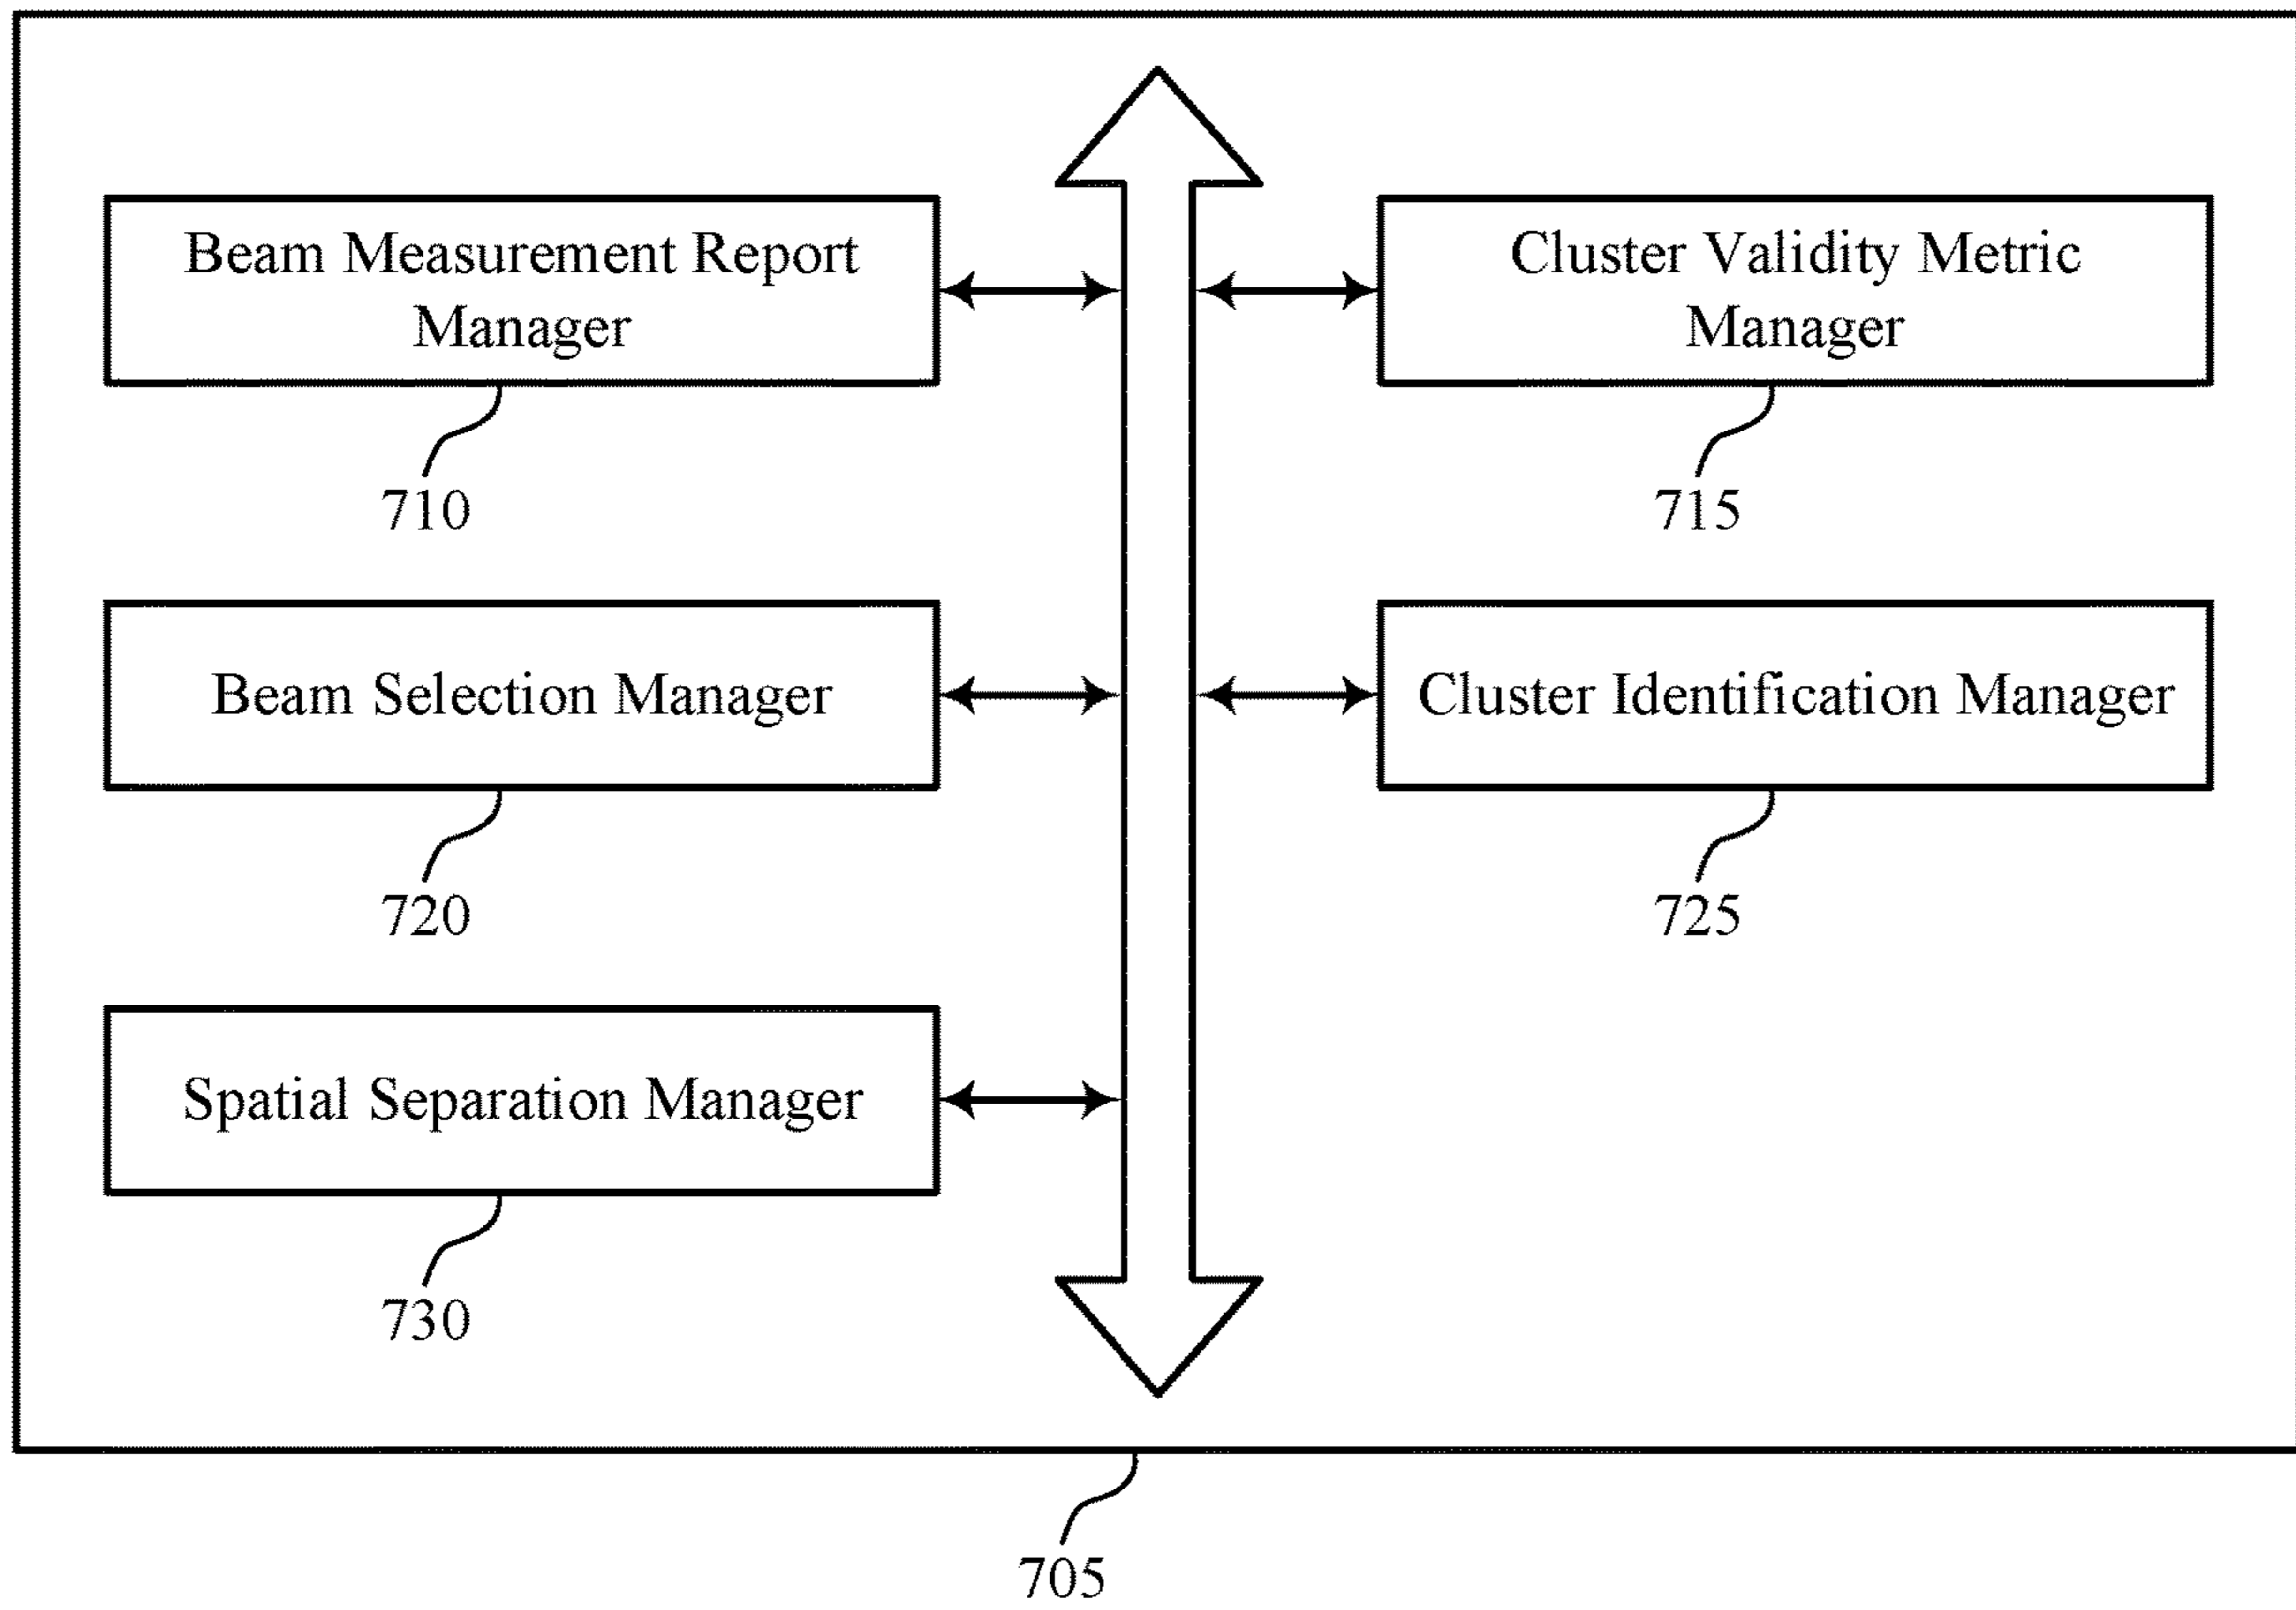 Beam Measurement Report
Manager
710
Cluster Validity Metric
Manager
715
Beam Selection Manager
720
Cluster Identification Manager
725
Spatial Separation Manager
730
705